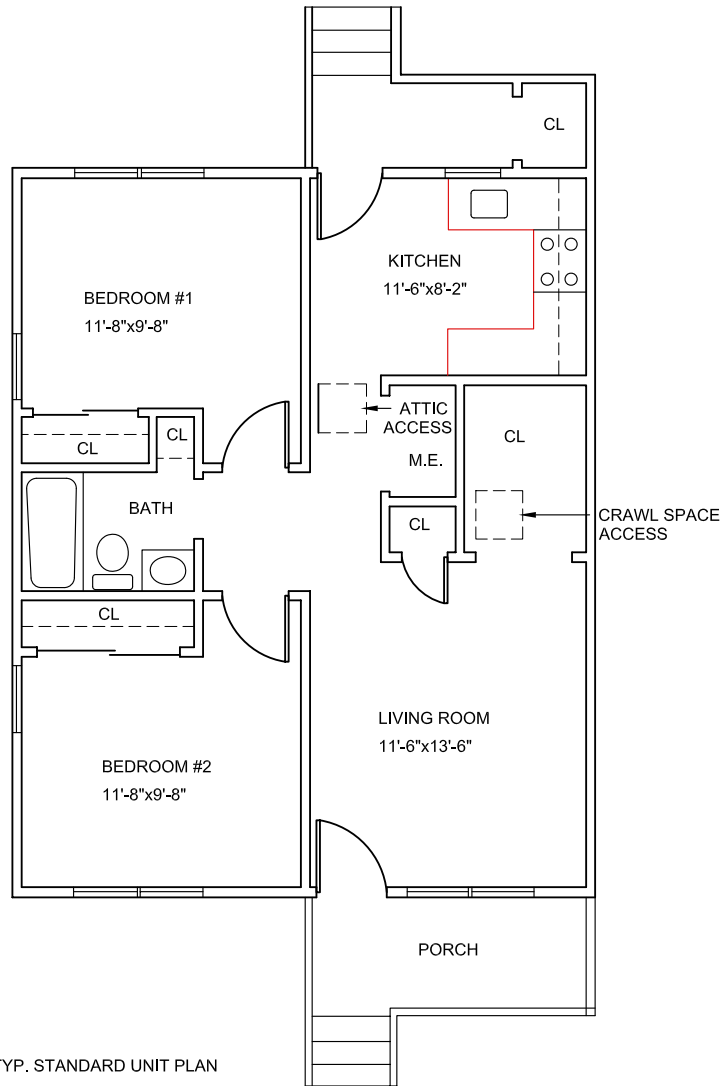 CL
KITCHEN
11'-6"x8'-2"
BEDROOM #1
11'-8"x9'-8"
ATTIC
ACCESS
CL
CL
CL
M.E.
BATH
CL
CRAWL SPACE
ACCESS
CL
LIVING ROOM
11'-6"x13'-6"
BEDROOM #2
11'-8"x9'-8"
PORCH
TYP. STANDARD UNIT PLAN